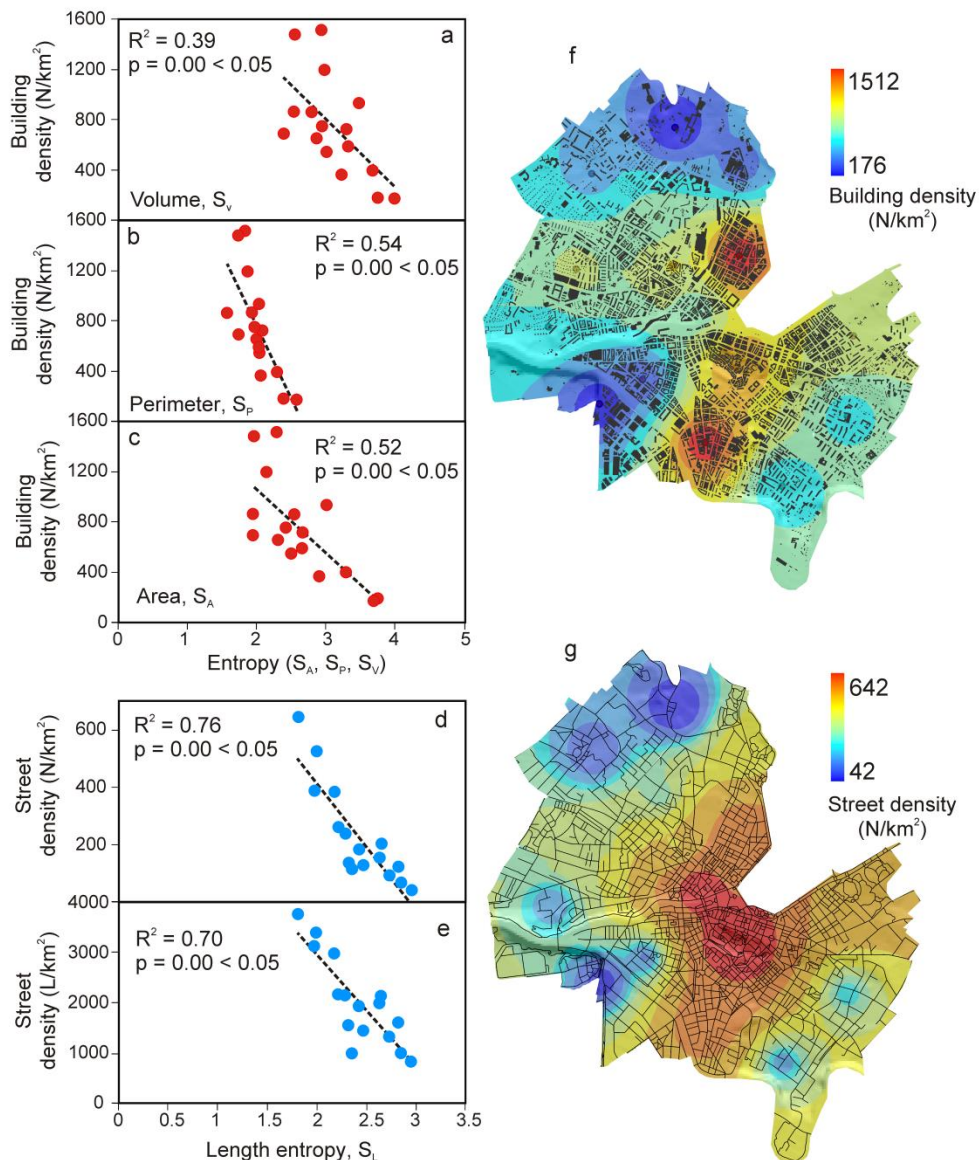 1600
1200
800
400
Building
density (N/km²)
R² = 0.39
p = 0.00 < 0.05
a
Volume, Sᵥ
1600
1200
800
400
Building
density (N/km²)
b
R² = 0.54
p = 0.00 < 0.05
Perimeter, Sₚ
1600
1200
800
400
0
Building
density (N/km²)
c
R² = 0.52
p = 0.00 < 0.05
Area, S_A
0 1 2 3 4 5
Entropy (S_A, S_P, S_V)
600
400
200
Street
density (N/km²)
R² = 0.76
p = 0.00 < 0.05
d
4000
3000
2000
1000
0
Street
density (L/km²)
R² = 0.70
p = 0.00 < 0.05
e
0 0.5 1 1.5 2 2.5 3 3.5
Length entropy, S_L
f
1512
176
Building density
(N/km²)
g
642
42
Street density
(N/km²)